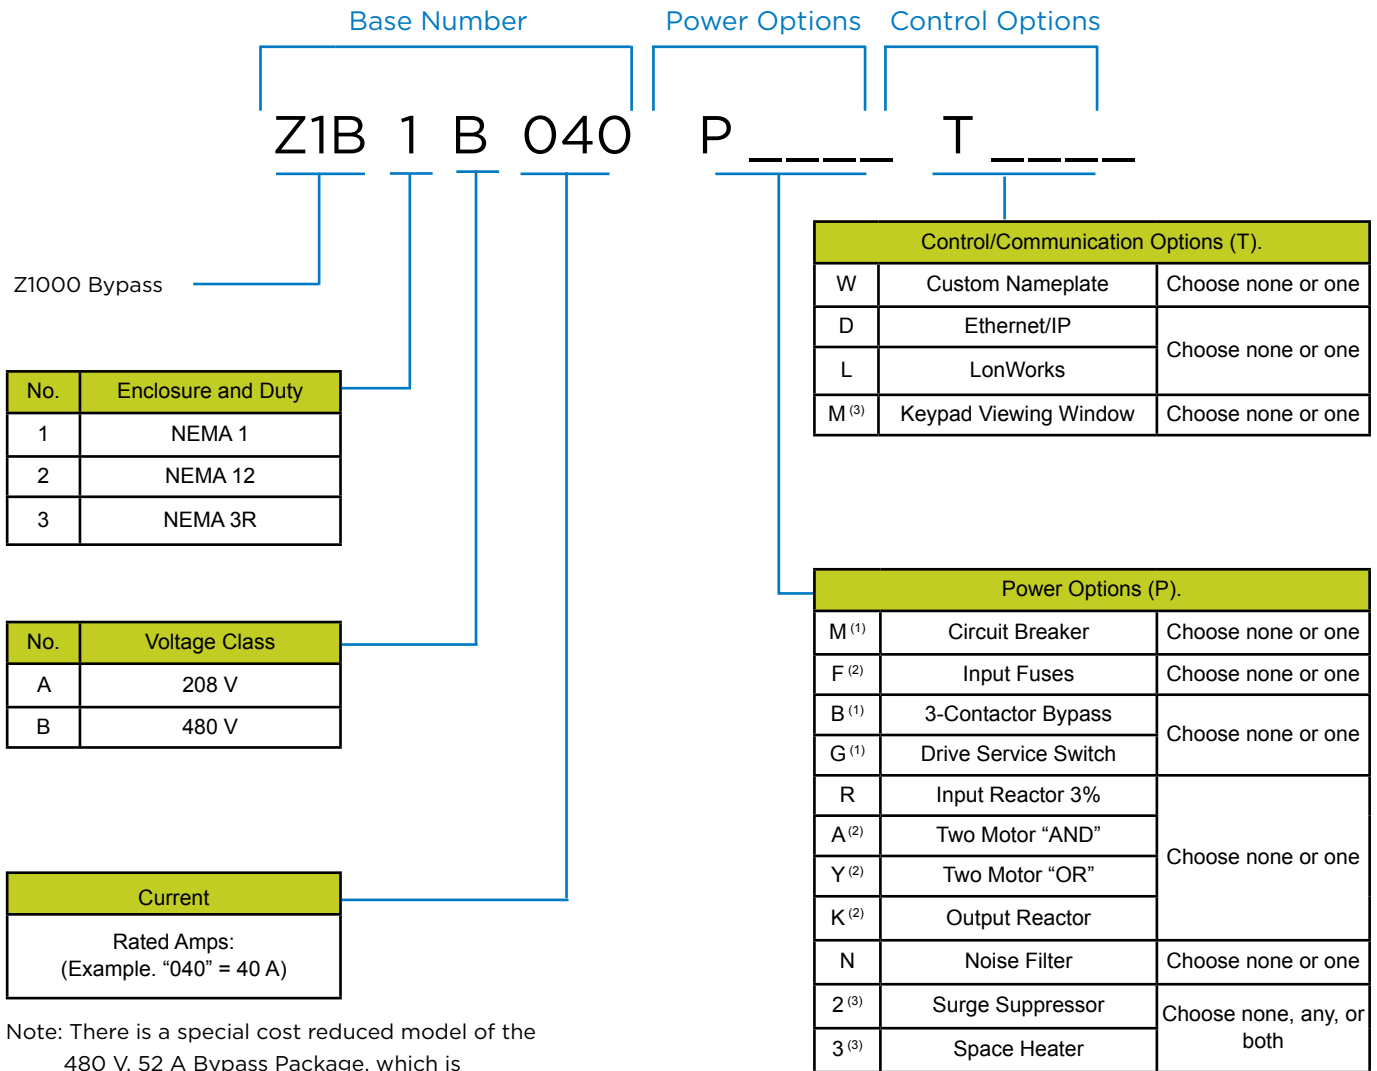 Base Number Power Options Control Options
Z1B 1 B 040 P _ _ _ _ T _ _ _ _
Z1000 Bypass
No. Enclosure and Duty
1 NEMA 1
2 NEMA 12
3 NEMA 3R
No. Voltage Class
A 208 V
B 480 V
Current
Rated Amps:
(Example. “040” = 40 A)
Note: There is a special cost reduced model of the
480 V, 52 A Bypass Package, which is
Control/Communication Options (T).
W Custom Nameplate Choose none or one
D Ethernet/IP
Choose none or one
L LonWorks
M (3) Keypad Viewing Window Choose none or one
Power Options (P).
M (1) Circuit Breaker Choose none or one
F (2) Input Fuses Choose none or one
B (1) 3-Contactor Bypass
Choose none or one
G (1) Drive Service Switch
R Input Reactor 3%
A (2) Two Motor “AND”
Choose none or one
Y (2) Two Motor “OR”
K (2) Output Reactor
N Noise Filter Choose none or one
2 (3) Surge Suppressor
Choose none, any, or
both
3 (3) Space Heater